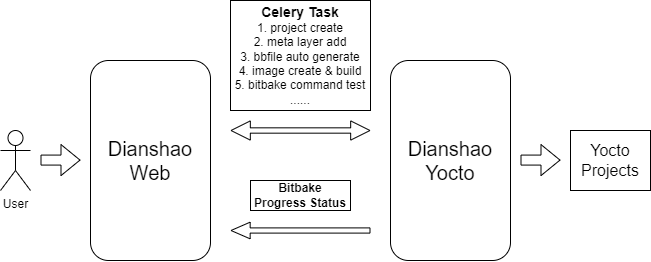 Celery Task
1. project create
2. meta layer add
3. bbfile auto generate
4. image create & build
5. bitbake command test
......
User
Dianshao
Web
Dianshao
Yocto
Yocto
Projects
Bitbake
Progress Status